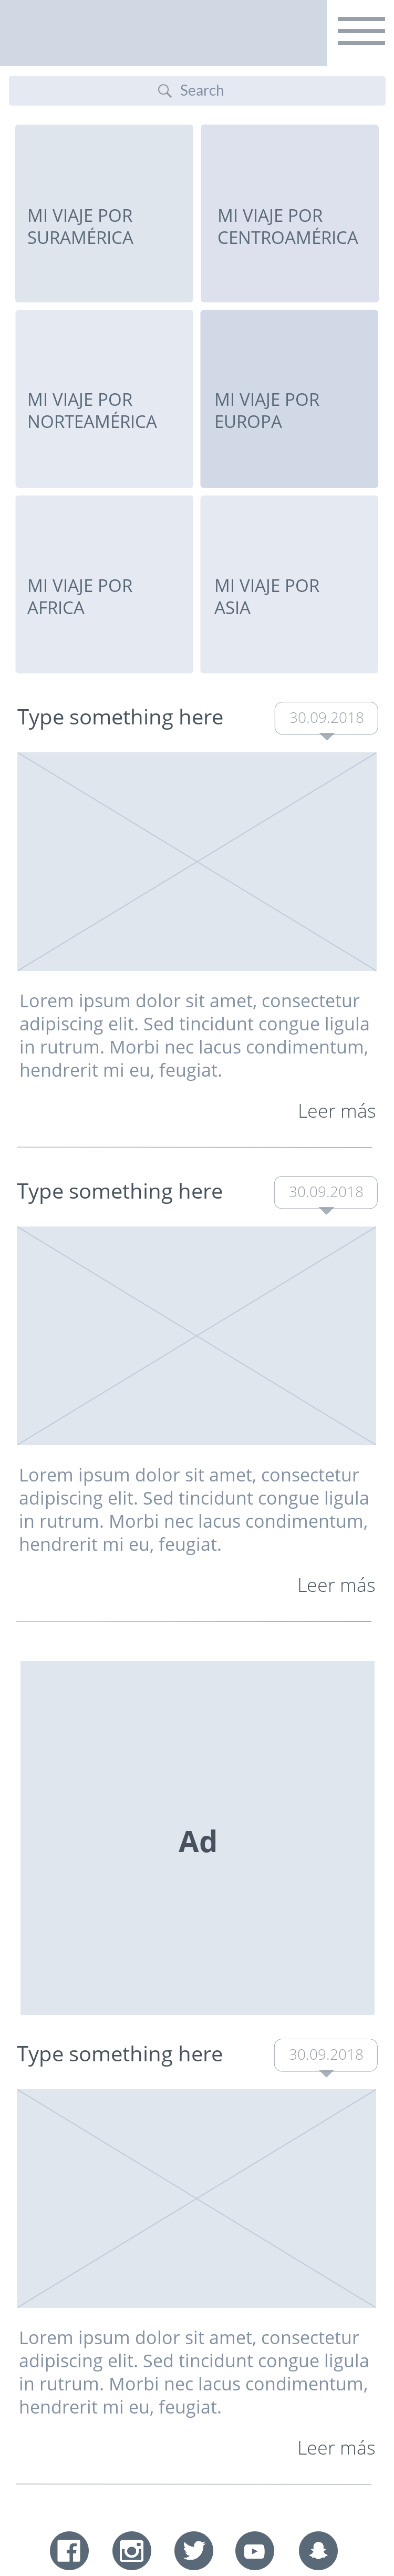 Search
MI VIAJE POR
SURAMÉRICA
MI VIAJE POR
CENTROAMÉRICA
MI VIAJE POR
NORTEAMÉRICA
MI VIAJE POR
EUROPA
MI VIAJE POR
AFRICA
MI VIAJE POR
ASIA
Type something here
30.09.2018
Lorem ipsum dolor sit amet, consectetur
adipiscing elit. Sed tincidunt congue ligula
in rutrum. Morbi nec lacus condimentum,
hendrerit mi eu, feugiat.
Leer más
Type something here
30.09.2018
Lorem ipsum dolor sit amet, consectetur
adipiscing elit. Sed tincidunt congue ligula
in rutrum. Morbi nec lacus condimentum,
hendrerit mi eu, feugiat.
Leer más
Ad
Type something here
30.09.2018
Lorem ipsum dolor sit amet, consectetur
adipiscing elit. Sed tincidunt congue ligula
in rutrum. Morbi nec lacus condimentum,
hendrerit mi eu, feugiat.
Leer más